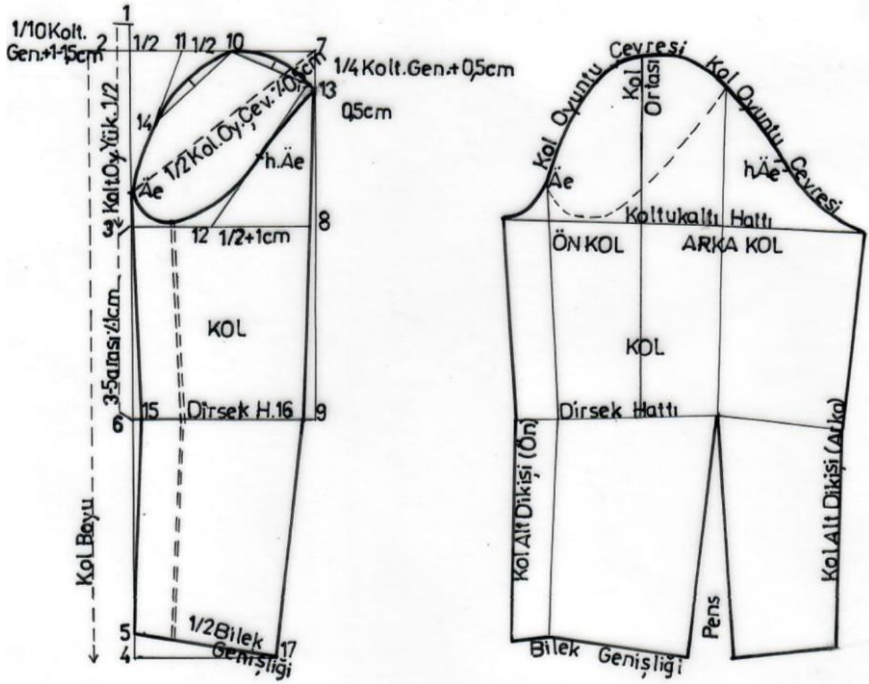 1
1/10 Kolt.
Gen.+1-1,5cm
2
1/2
11
1/2
10
7
1/4 Kolt.Gen.+ 0,5cm
13
0,5cm
14
1/2 Kol.Oy.Çev.
Kolt.Oy.Yük.1/2
Äe
h.Äe
3
12
1/2+1cm
8
KOL
3-5arası
1cm
15
Dirsek H.16
9
6
Kol Boyu
5
4
1/2 Bilek
Genişliği
17
Kol Oyuntu Çevresi
Kol
Ortası
Kol Oyuntu Çevresi
Äe
hÄe
Koltukaltı Hattı
ÖN KOL
ARKA KOL
KOL
Dirsek Hattı
Kol Alt Dikişi (Ön)
Kol Alt Dikişi (Arka)
Pens
Bilek Genişliği